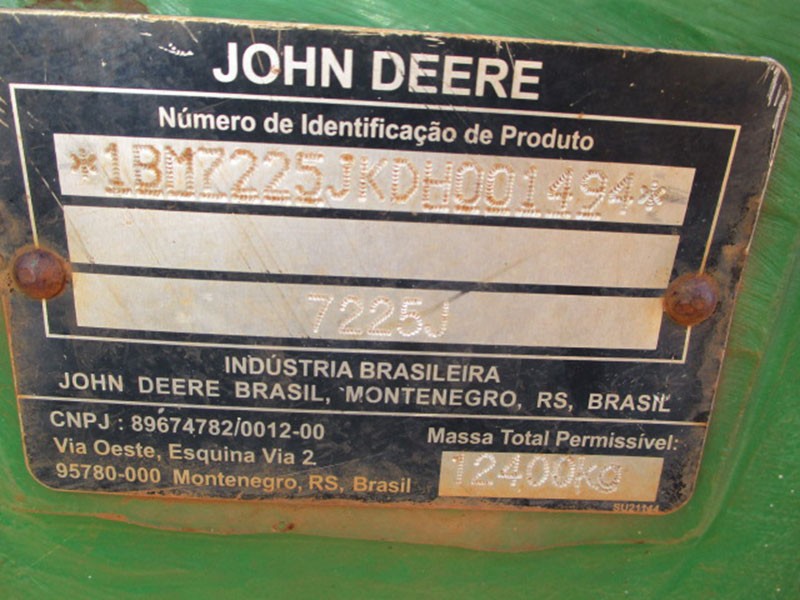 JOHN DEERE
Número de Identificação de Produto
*1BM7225JKDH001494*
7225J
INDÚSTRIA BRASILEIRA
JOHN DEERE BRASIL, MONTENEGRO, RS, BRASIL
CNPJ : 89674782/0012-00
Via Oeste, Esquina Via 2
95780-000 Montenegro, RS, Brasil
Massa Total Permissível:
12400kg
SU21144